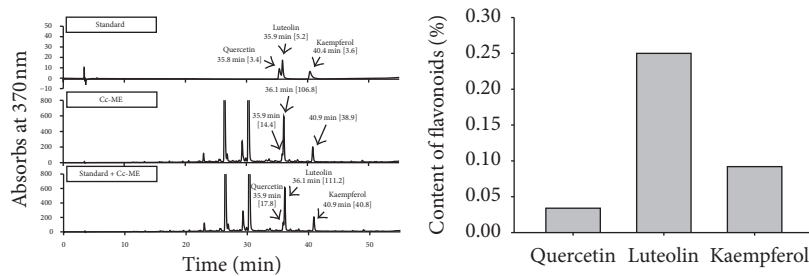 Absorbs at 370 nm
Standard
50
40
30
20
10
0
−10
Quercetin
35.8 min [3.4]
Luteolin
35.9 min [5.2]
Kaempferol
40.4 min [3.6]
Cc-ME
800
600
400
200
0
36.1 min [106.8]
35.9 min
[14.4]
40.9 min [38.9]
Standard + Cc-ME
800
600
400
200
0
Quercetin
35.9 min
[17.8]
Luteolin
36.1 min [111.2]
Kaempferol
40.9 min [40.8]
0 10 20 30 40 50
Time (min)
Content of flavonoids (%)
0.30
0.25
0.20
0.15
0.10
0.05
0.00
Quercetin Luteolin Kaempferol